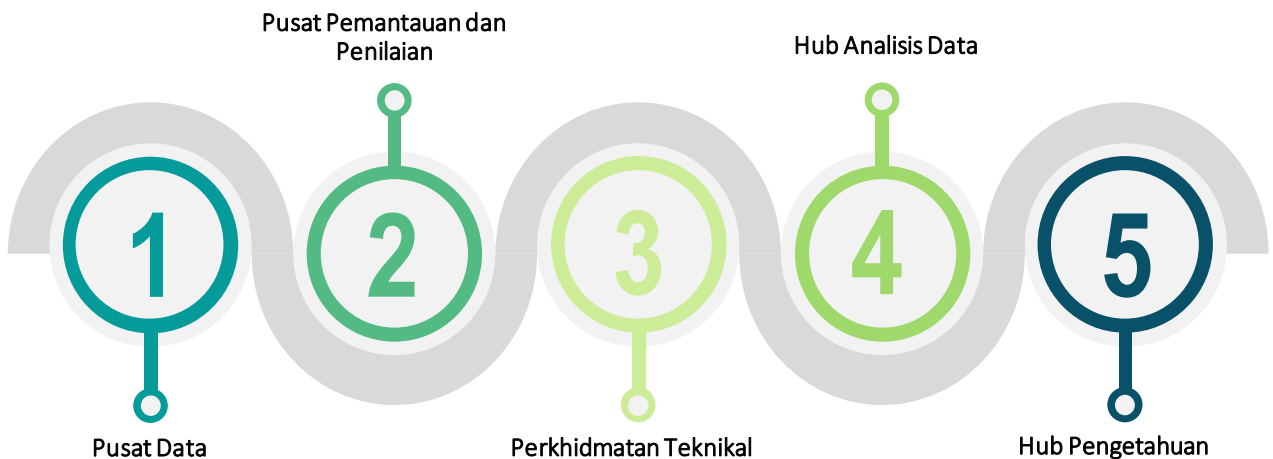 1
Pusat Data
2
Pusat Pemantauan dan
Penilaian
3
Perkhidmatan Teknikal
4
Hub Analisis Data
5
Hub Pengetahuan